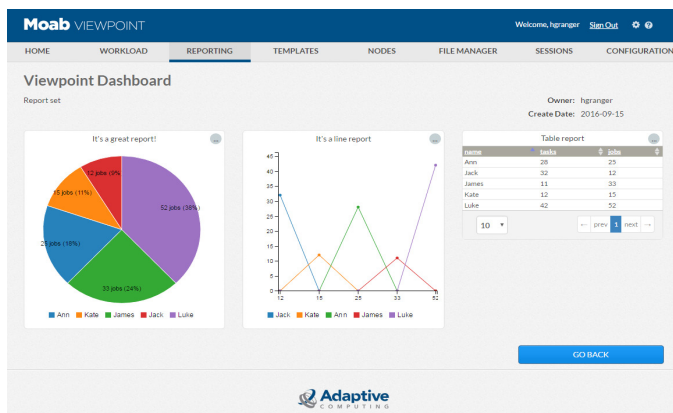 Moab VIEWPOINT
Welcome, hgranger Sign Out
HOME WORKLOAD REPORTING TEMPLATES NODES FILE MANAGER SESSIONS CONFIGURATION
Viewpoint Dashboard
Report set
Owner: hgranger
Create Date: 2016-09-15
It's a great report!
12 jobs (9%
15 jobs (11%)
52 jobs (38%)
25 jobs (18%)
33 jobs (24%)
Ann Kate James Jack Luke
It's a line report
45
40
35
30
25
20
15
10
5
0
12 15 25 33 52
Jack Kate Ann James Luke
Table report
name tasks jobs
Ann 28 25
Jack 32 12
James 11 33
Kate 12 15
Luke 42 52
10 ← prev 1 next →
GO BACK
Adaptive
COMPUTING